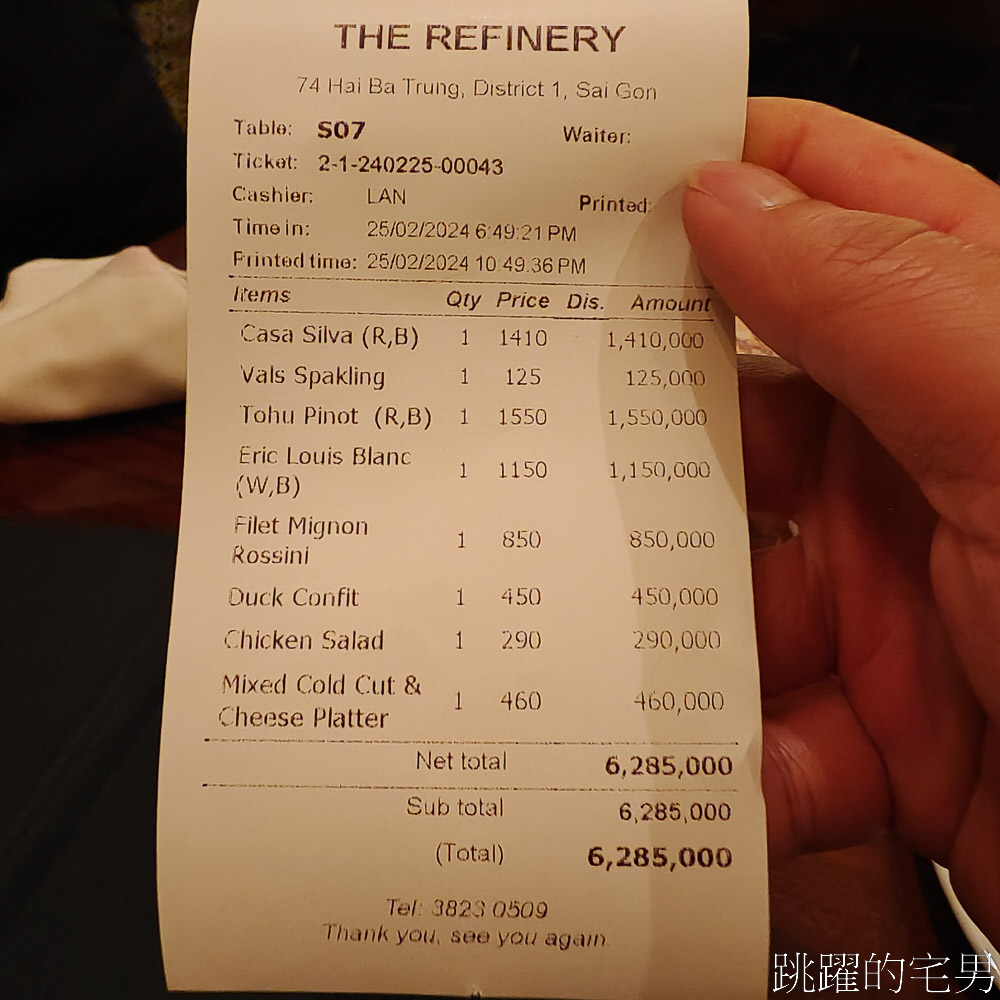 THE REFINERY
74 Hai Ba Trung, District 1, Sai Gon
Table: S07 Waiter:
Ticket: 2-1-240225-00043
Cashier: LAN Printed:
Time in: 25/02/2024 6:49:21 PM
Printed time: 25/02/2024 10:49:36 PM
Items Qty Price Dis. Amount
Casa Silva (R,B) 1 1410 1,410,000
Vals Spakling 1 125 125,000
Tohu Pinot (R,B) 1 1550 1,550,000
Eric Louis Blanc
(W,B) 1 1150 1,150,000
Filet Mignon
Rossini 1 850 850,000
Duck Confit 1 450 450,000
Chicken Salad 1 290 290,000
Mixed Cold Cut &
Cheese Platter 1 460 460,000
Net total 6,285,000
Sub total 6,285,000
(Total) 6,285,000
Tel: 3823 0509
Thank you, see you again.
跳躍的宅男